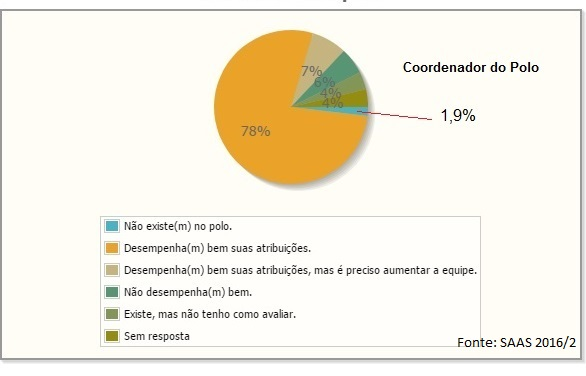 7%
6%
4%
4%
78%
Coordenador do Polo
1,9%
Não existe(m) no polo.
Desempenha(m) bem suas atribuições.
Desempenha(m) bem suas atribuições, mas é preciso aumentar a equipe.
Não desempenha(m) bem.
Existe, mas não tenho como avaliar.
Sem resposta
Fonte: SAAS 2016/2